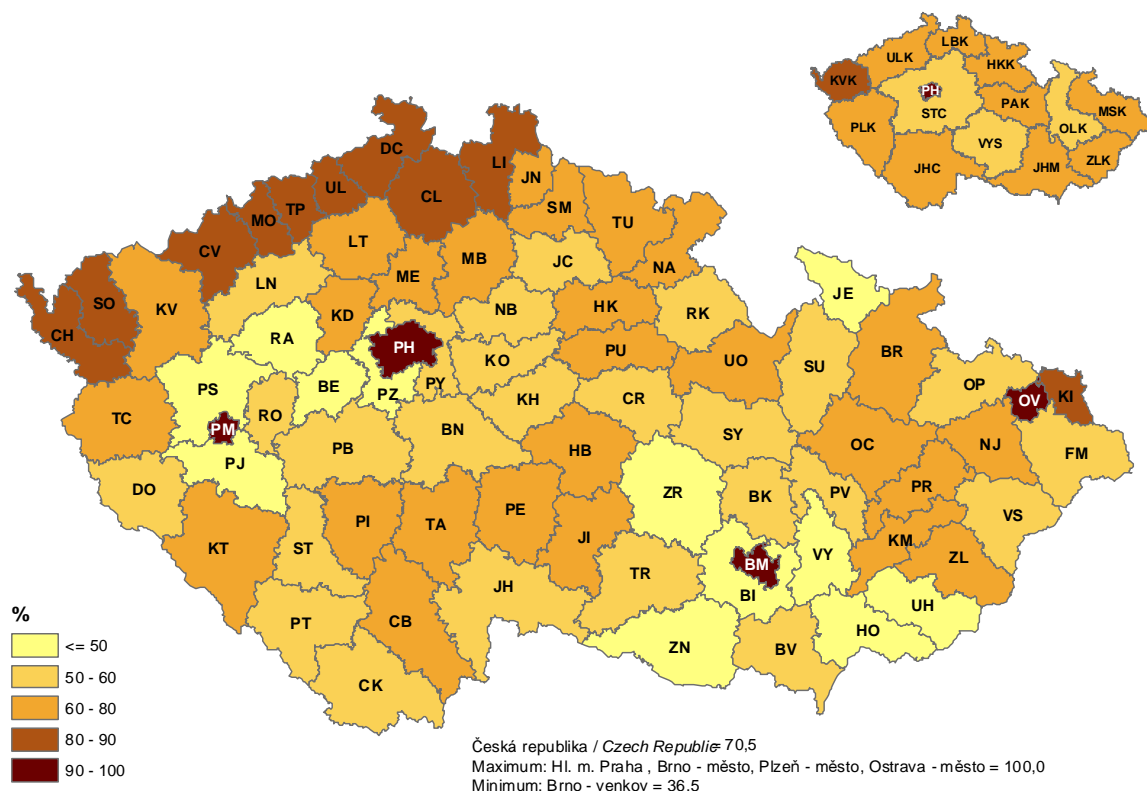 LBK
ULK
HKK
KVK
PH
PAK
MSK
STC
PLK
OLK
VYS
ZLK
JHC
JHM
DC
LI
UL
CL
JN
TP
MO
SM
TU
CV
LT
MB
JC
NA
ME
LN
JE
SO
KV
NB
HK
RK
KD
CH
RA
PH
PU
UO
BR
KO
SU
OP
PS
BE
PZ
PY
KI
OV
KH
CR
TC
RO
PM
BN
SY
OC
NJ
FM
PB
HB
PJ
DO
ZR
BK
PV
PR
VS
PE
PI
TA
KT
ST
JI
KM
ZL
VY
BM
TR
BI
JH
UH
PT
CB
HO
ZN
BV
CK
%
<= 50
50 - 60
60 - 80
80 - 90
90 - 100
Česká republika / Czech Republic= 70,5
Maximum: Hl. m. Praha , Brno - město, Plzeň - město, Ostrava - město = 100,0
Minimum: Brno - venkov = 36,5